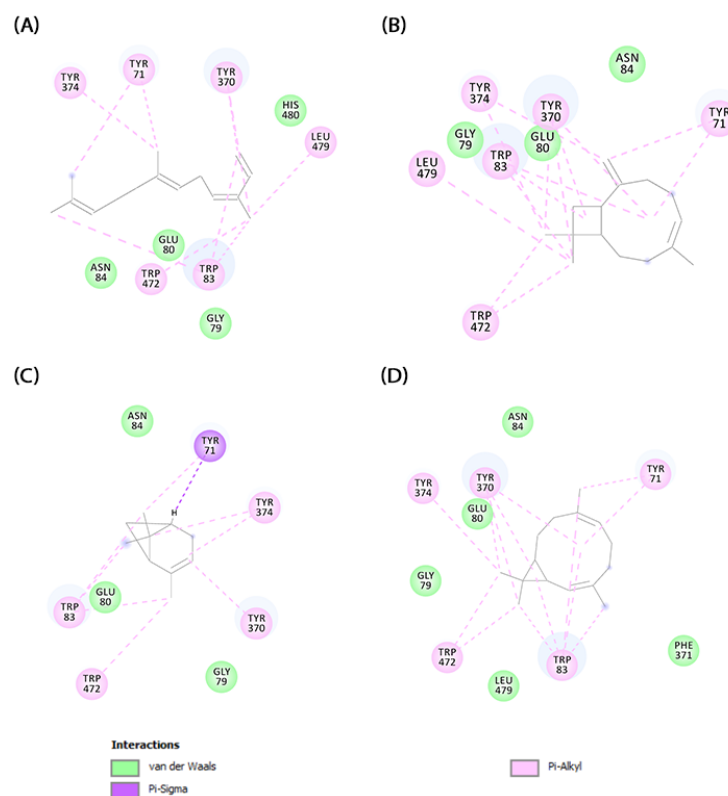 (A)
TYR
374
TYR
71
TYR
370
HIS
480
LEU
479
GLU
80
ASN
84
TRP
472
TRP
83
GLY
79
(B)
ASN
84
TYR
374
TYR
370
TYR
71
GLY
79
GLU
80
TRP
83
LEU
479
TRP
472
(C)
ASN
84
TYR
71
H
TYR
374
GLU
80
TRP
83
TYR
370
TRP
472
GLY
79
(D)
ASN
84
TYR
374
TYR
370
TYR
71
GLU
80
GLY
79
PHE
371
TRP
472
TRP
83
LEU
479
Interactions
van der Waals
Pi-Sigma
Pi-Alkyl